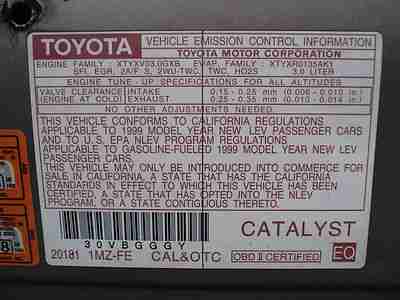 TOYOTA VEHICLE EMISSION CONTROL INFORMATION
TOYOTA MOTOR CORPORATION
ENGINE FAMILY : XTYXV03.0GXB EVAP. FAMILY : XTYXR0135AK1
SFI, EGR, 2A/F S, 2WU-TWC, TWC, HO2S 3.0 LITER
ENGINE TUNE - UP SPECIFICATIONS ALL ALTITUDES
VALVE CLEARANCE INTAKE 0.15 - 0.25 mm (0.006 - 0.010 in.)
(ENGINE AT COLD) EXHAUST 0.25 - 0.35 mm (0.010 - 0.014 in.)
NO OTHER ADJUSTMENTS NEEDED.
THIS VEHICLE CONFORMS TO CALIFORNIA REGULATIONS
APPLICABLE TO 1999 MODEL YEAR NEW LEV PASSENGER CARS
AND TO U.S. EPA NLEV PROGRAM REGULATIONS
APPLICABLE TO GASOLINE-FUELED 1999 MODEL YEAR NEW LEV
PASSENGER CARS.
THIS VEHICLE MAY ONLY BE INTRODUCED INTO COMMERCE FOR
SALE IN CALIFORNIA, A STATE THAT HAS THE CALIFORNIA
STANDARDS IN EFFECT TO WHICH THE VEHICLE WAS
CERTIFIED, A STATE THAT HAS OPTED INTO THE NLEV
PROGRAM, OR A STATE CONTIGUOUS THERETO.
30VBGGGY
CATALYST
20181 1MZ-FE CAL&OTC OBD II CERTIFIED EQ
8